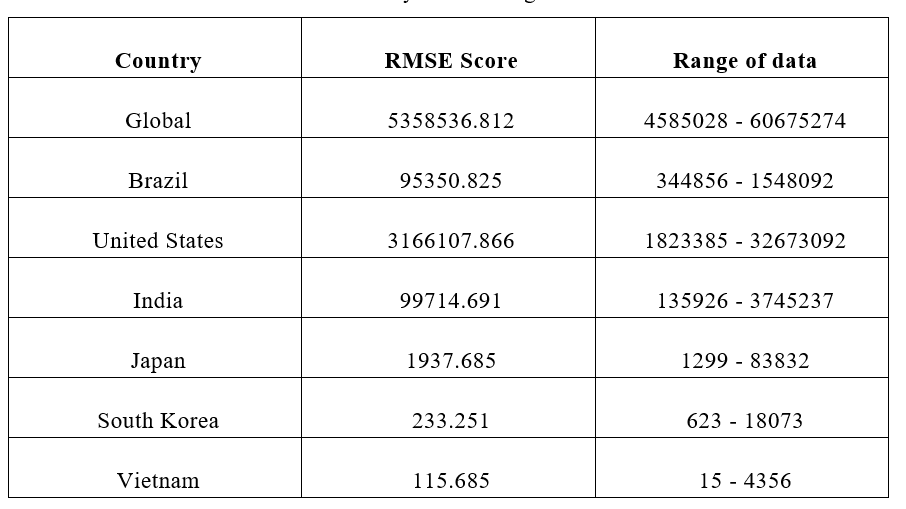 Country RMSE Score Range of data
Global 5358536.812 4585028 - 60675274
Brazil 95350.825 344856 - 1548092
United States 3166107.866 1823385 - 32673092
India 99714.691 135926 - 3745237
Japan 1937.685 1299 - 83832
South Korea 233.251 623 - 18073
Vietnam 115.685 15 - 4356